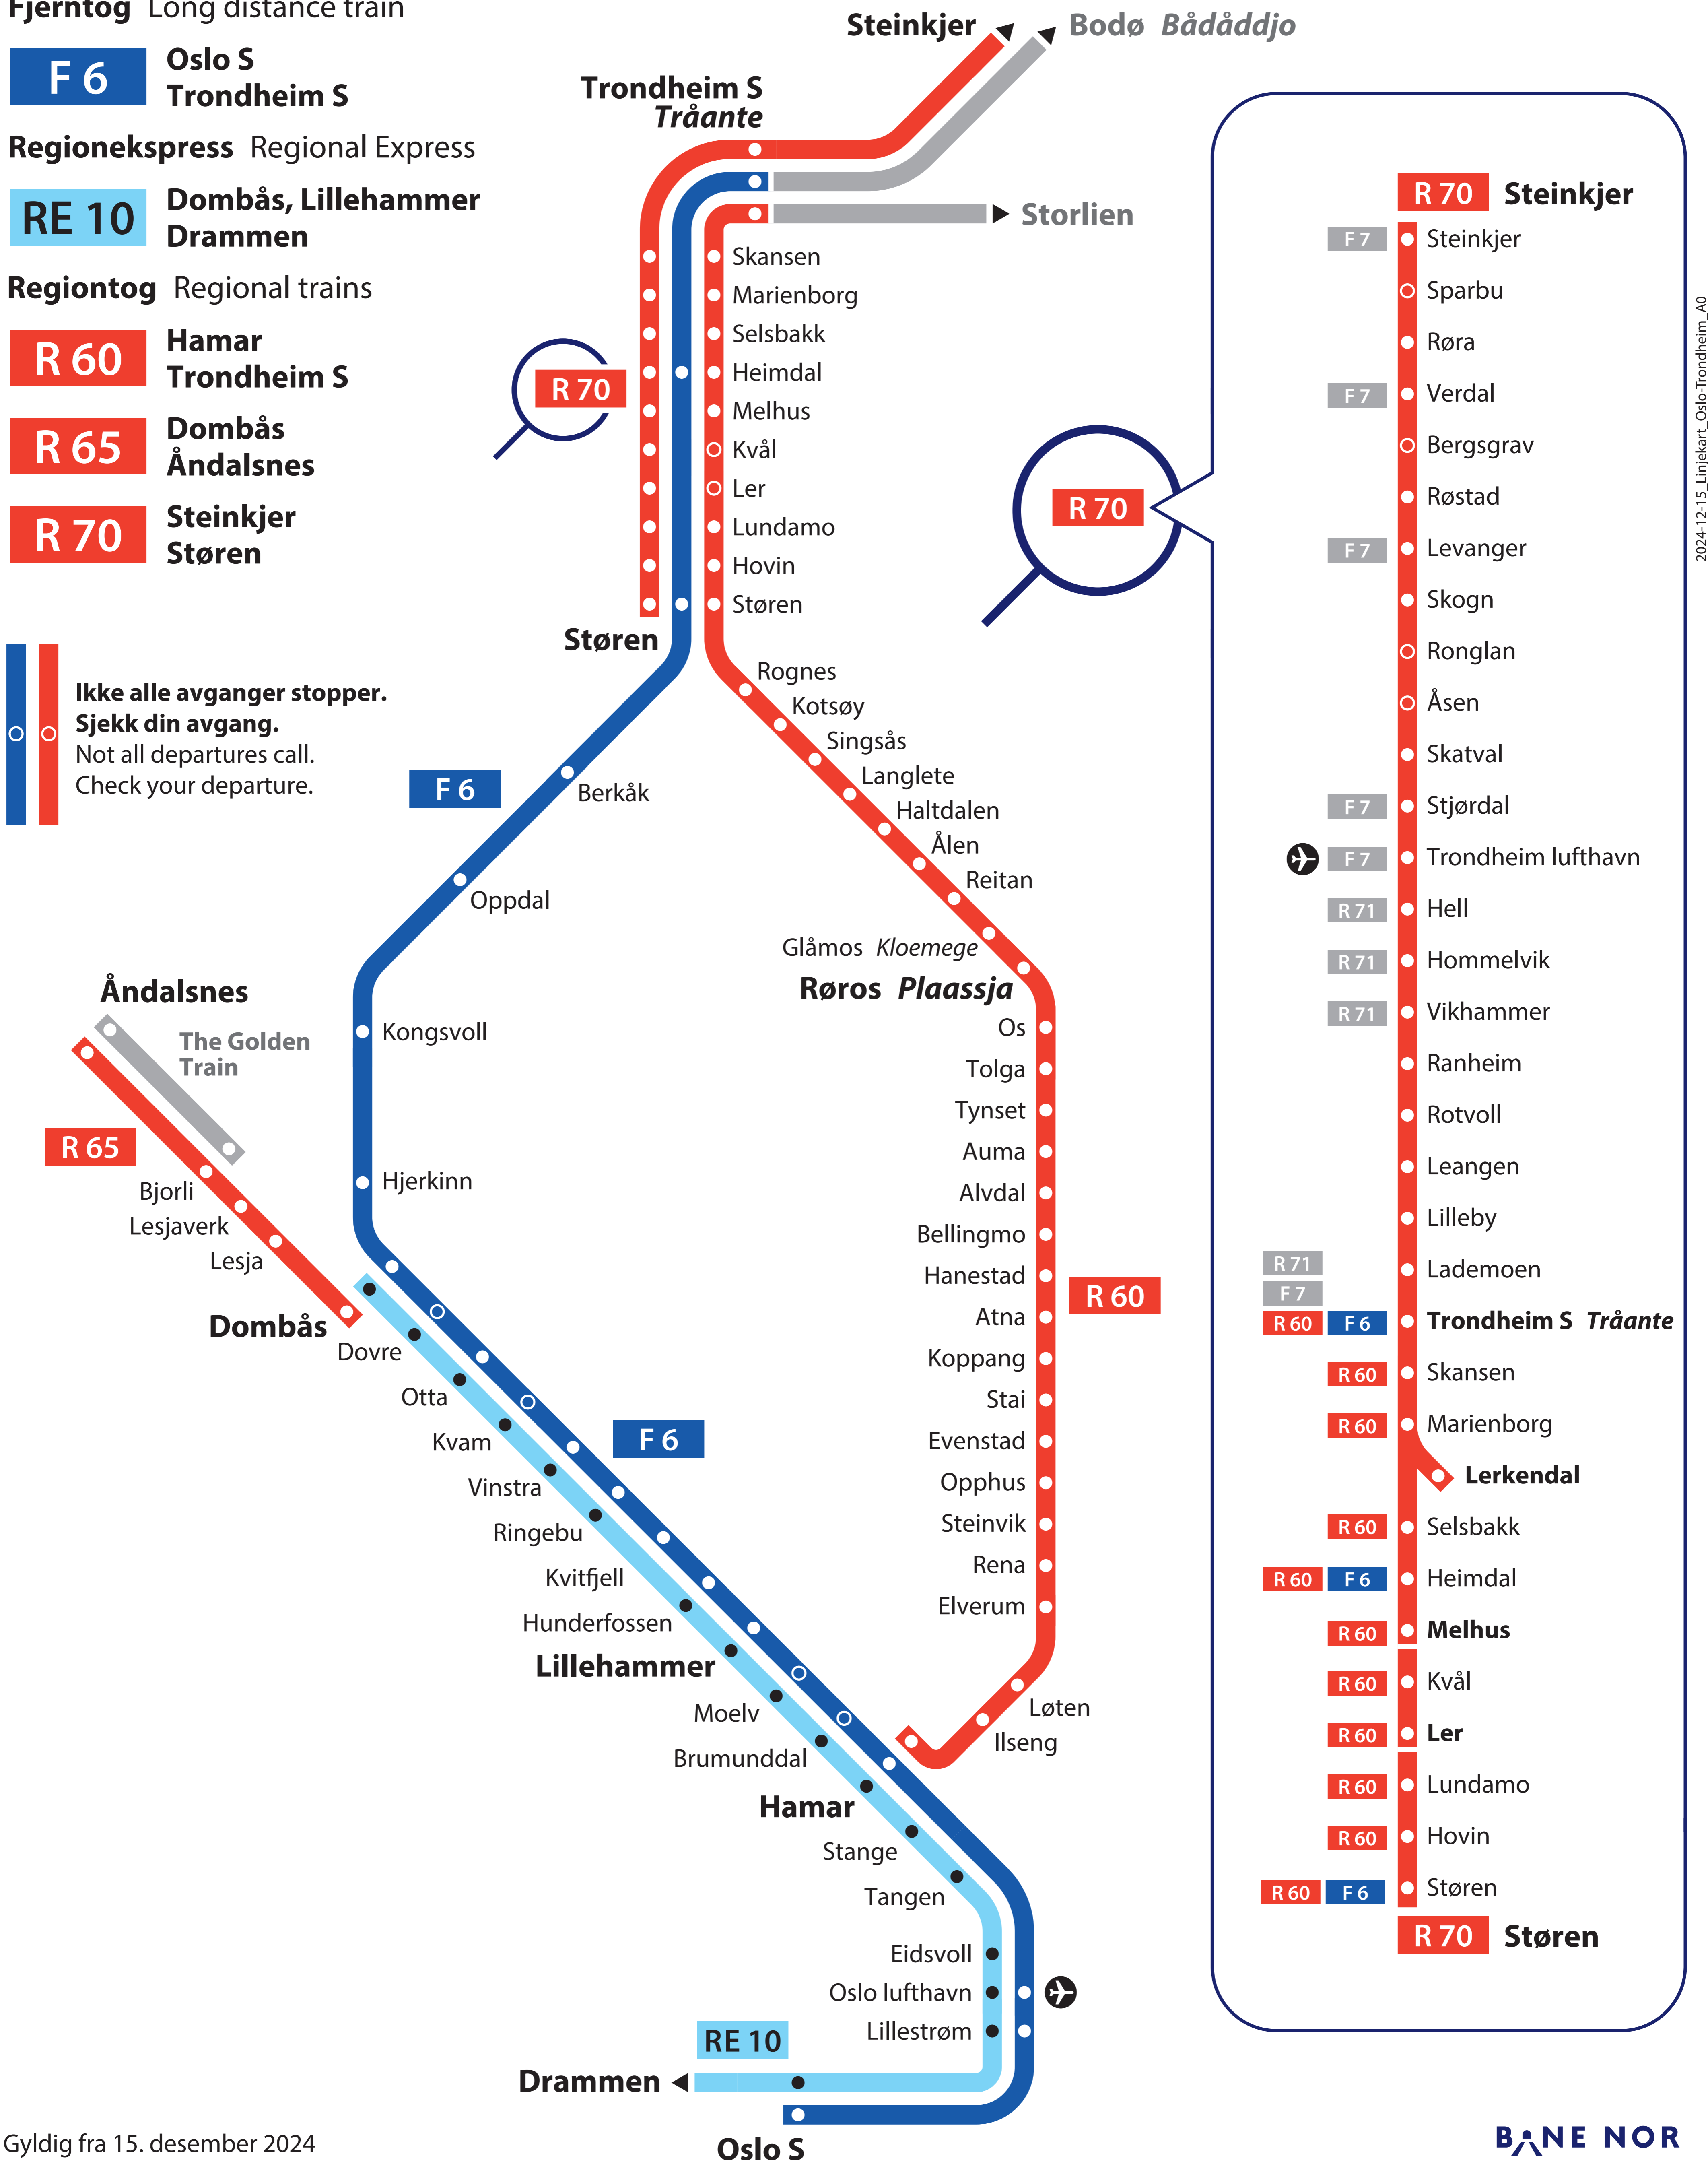 Fjerntog Long distance train
F 6
Oslo S
Trondheim S
Regionekspress Regional Express
RE 10
Dombås, Lillehammer
Drammen
Regiontog Regional trains
R 60
Hamar
Trondheim S
R 65
Dombås
Åndalsnes
R 70
Steinkjer
Støren
Ikke alle avganger stopper.
Sjekk din avgang.
Not all departures call.
Check your departure.
Steinkjer
Bodø Bådåddjo
Trondheim S
Tråante
Storlien
Skansen
Marienborg
Selsbakk
Heimdal
R 70
Melhus
Kvål
Ler
Lundamo
Hovin
Støren
Støren
Rognes
Kotsøy
Singsås
Langlete
Haltdalen
Ålen
Reitan
Glåmos Kloemege
Røros Plaassja
Os
Tolga
Tynset
Auma
Alvdal
Bellingmo
Hanestad
R 60
Atna
Koppang
Stai
Evenstad
Opphus
Steinvik
Rena
Elverum
Løten
Ilseng
F 6
Berkåk
Oppdal
Kongsvoll
Hjerkinn
Åndalsnes
The Golden
Train
R 65
Bjorli
Lesjaverk
Lesja
Dombås
Dovre
Otta
F 6
Kvam
Vinstra
Ringebu
Kvitfjell
Hunderfossen
Lillehammer
Moelv
Brumunddal
Hamar
Stange
Tangen
Eidsvoll
Oslo lufthavn
Lillestrøm
RE 10
Drammen
Oslo S
R 70
R 70 Steinkjer
F 7 Steinkjer
Sparbu
Røra
F 7 Verdal
Bergsgrav
Røstad
F 7 Levanger
Skogn
Ronglan
Åsen
Skatval
F 7 Stjørdal
F 7 Trondheim lufthavn
R 71 Hell
R 71 Hommelvik
R 71 Vikhammer
Ranheim
Rotvoll
Leangen
Lilleby
R 71
Lademoen
F 7
R 60 F 6 Trondheim S Tråante
R 60 Skansen
R 60 Marienborg
Lerkendal
R 60 Selsbakk
R 60 F 6 Heimdal
R 60 Melhus
R 60 Kvål
R 60 Ler
R 60 Lundamo
R 60 Hovin
R 60 F 6 Støren
R 70 Støren
2024-12-15_Linjekart_Oslo-Trondheim_A0
Gyldig fra 15. desember 2024
BANE NOR